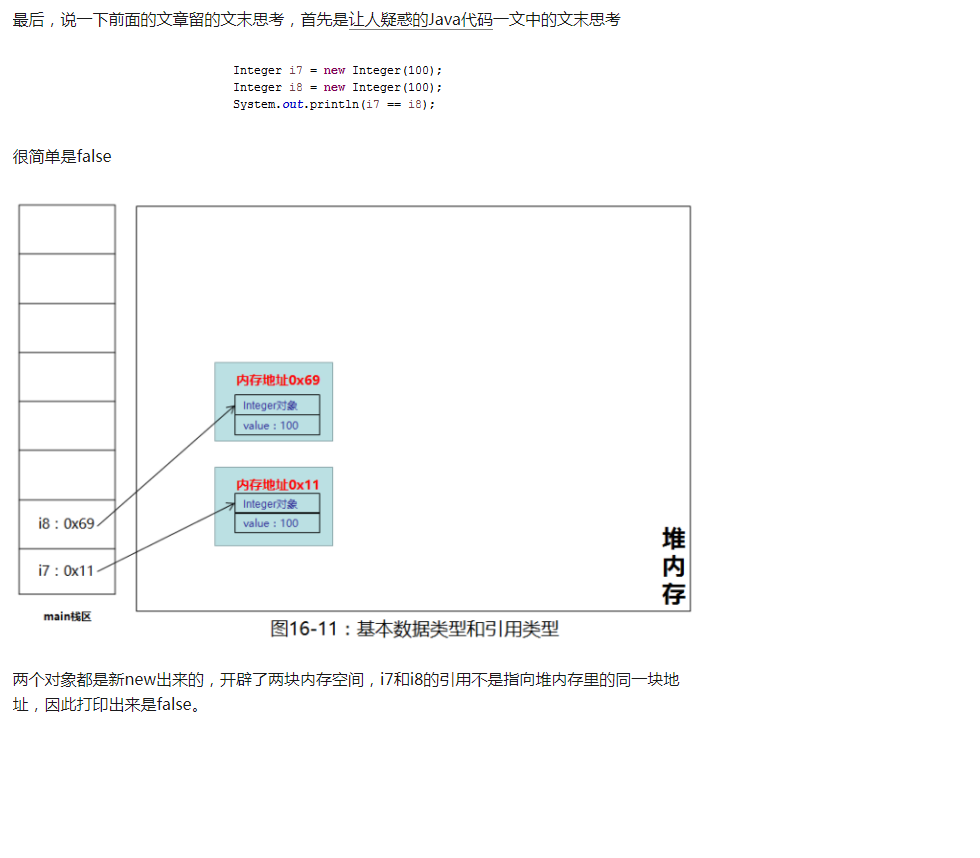 最后，说一下前面的文章留的文末思考，首先是让人疑惑的Java代码一文中的文末思考
Integer i7 = new Integer(100);
Integer i8 = new Integer(100);
System.out.println(i7 == i8);
很简单是false
内存地址0x69
Integer对象
value：100
内存地址0x11
Integer对象
value：100
i8：0x69
i7：0x11
main栈区
堆
内
存
图16-11：基本数据类型和引用类型
两个对象都是新new出来的，开辟了两块内存空间，i7和i8的引用不是指向堆内存里的同一块地
址，因此打印出来是false。